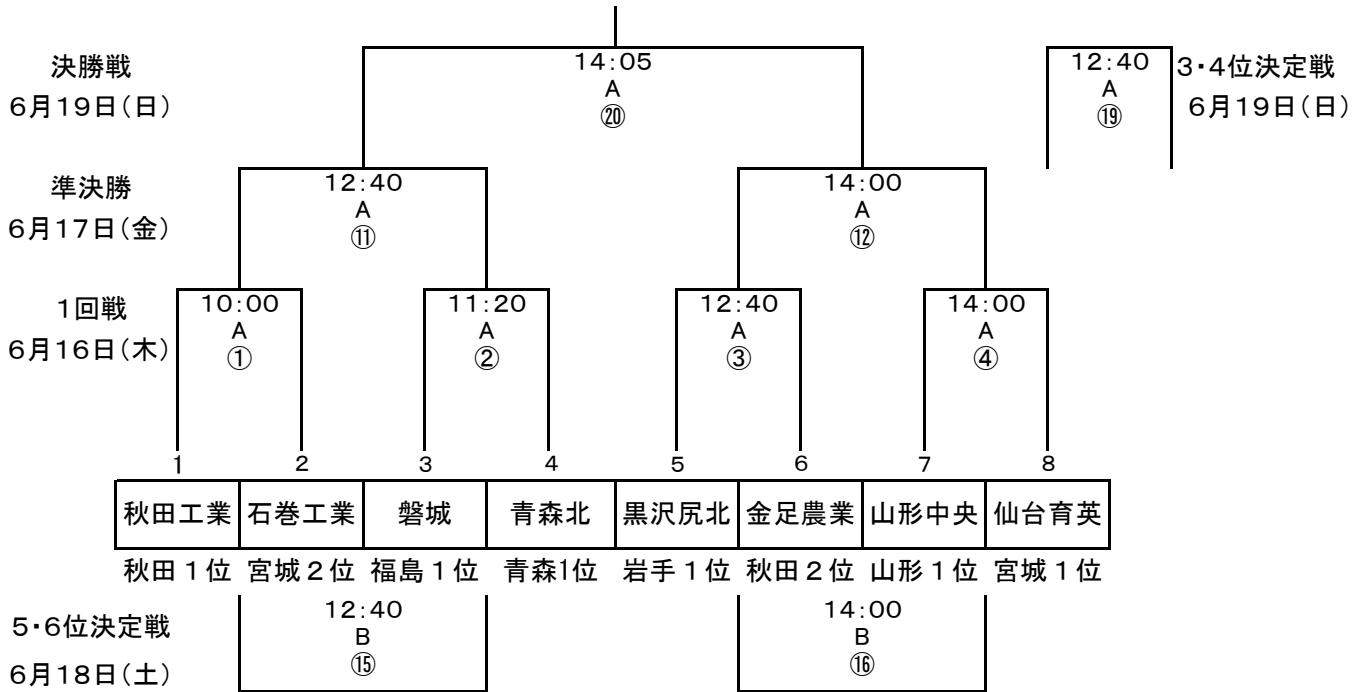 14:05
A
⑳
決勝戦
6月19日(日)
12:40
A
⑲
3・4位決定戦
6月19日(日)
準決勝
6月17日(金)
12:40
A
⑪
14:00
A
⑫
1回戦
6月16日(木)
10:00
A
①
11:20
A
②
12:40
A
③
14:00
A
④
1 2 3 4 5 6 7 8
秋田工業 石巻工業 磐城 青森北 黒沢尻北 金足農業 山形中央 仙台育英
秋田1位 宮城2位 福島1位 青森1位 岩手1位 秋田2位 山形1位 宮城1位
5・6位決定戦
6月18日(土)
12:40
B
⑮
14:00
B
⑯